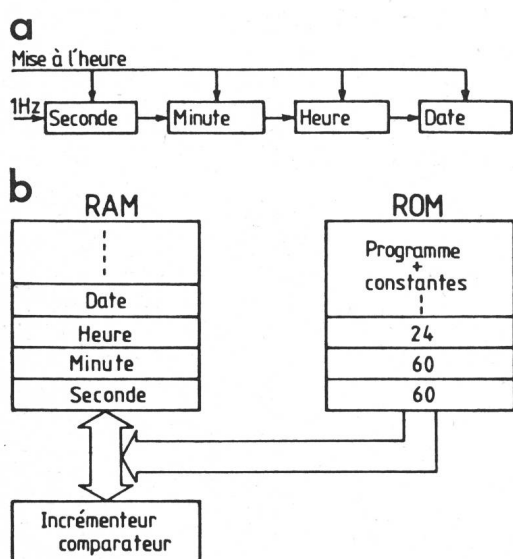 a
Mise à l'heure
1Hz
Seconde
Minute
Heure
Date
b
RAM
Date
Heure
Minute
Seconde
ROM
Programme
+
constantes
24
60
60
Incrémenteur
comparateur